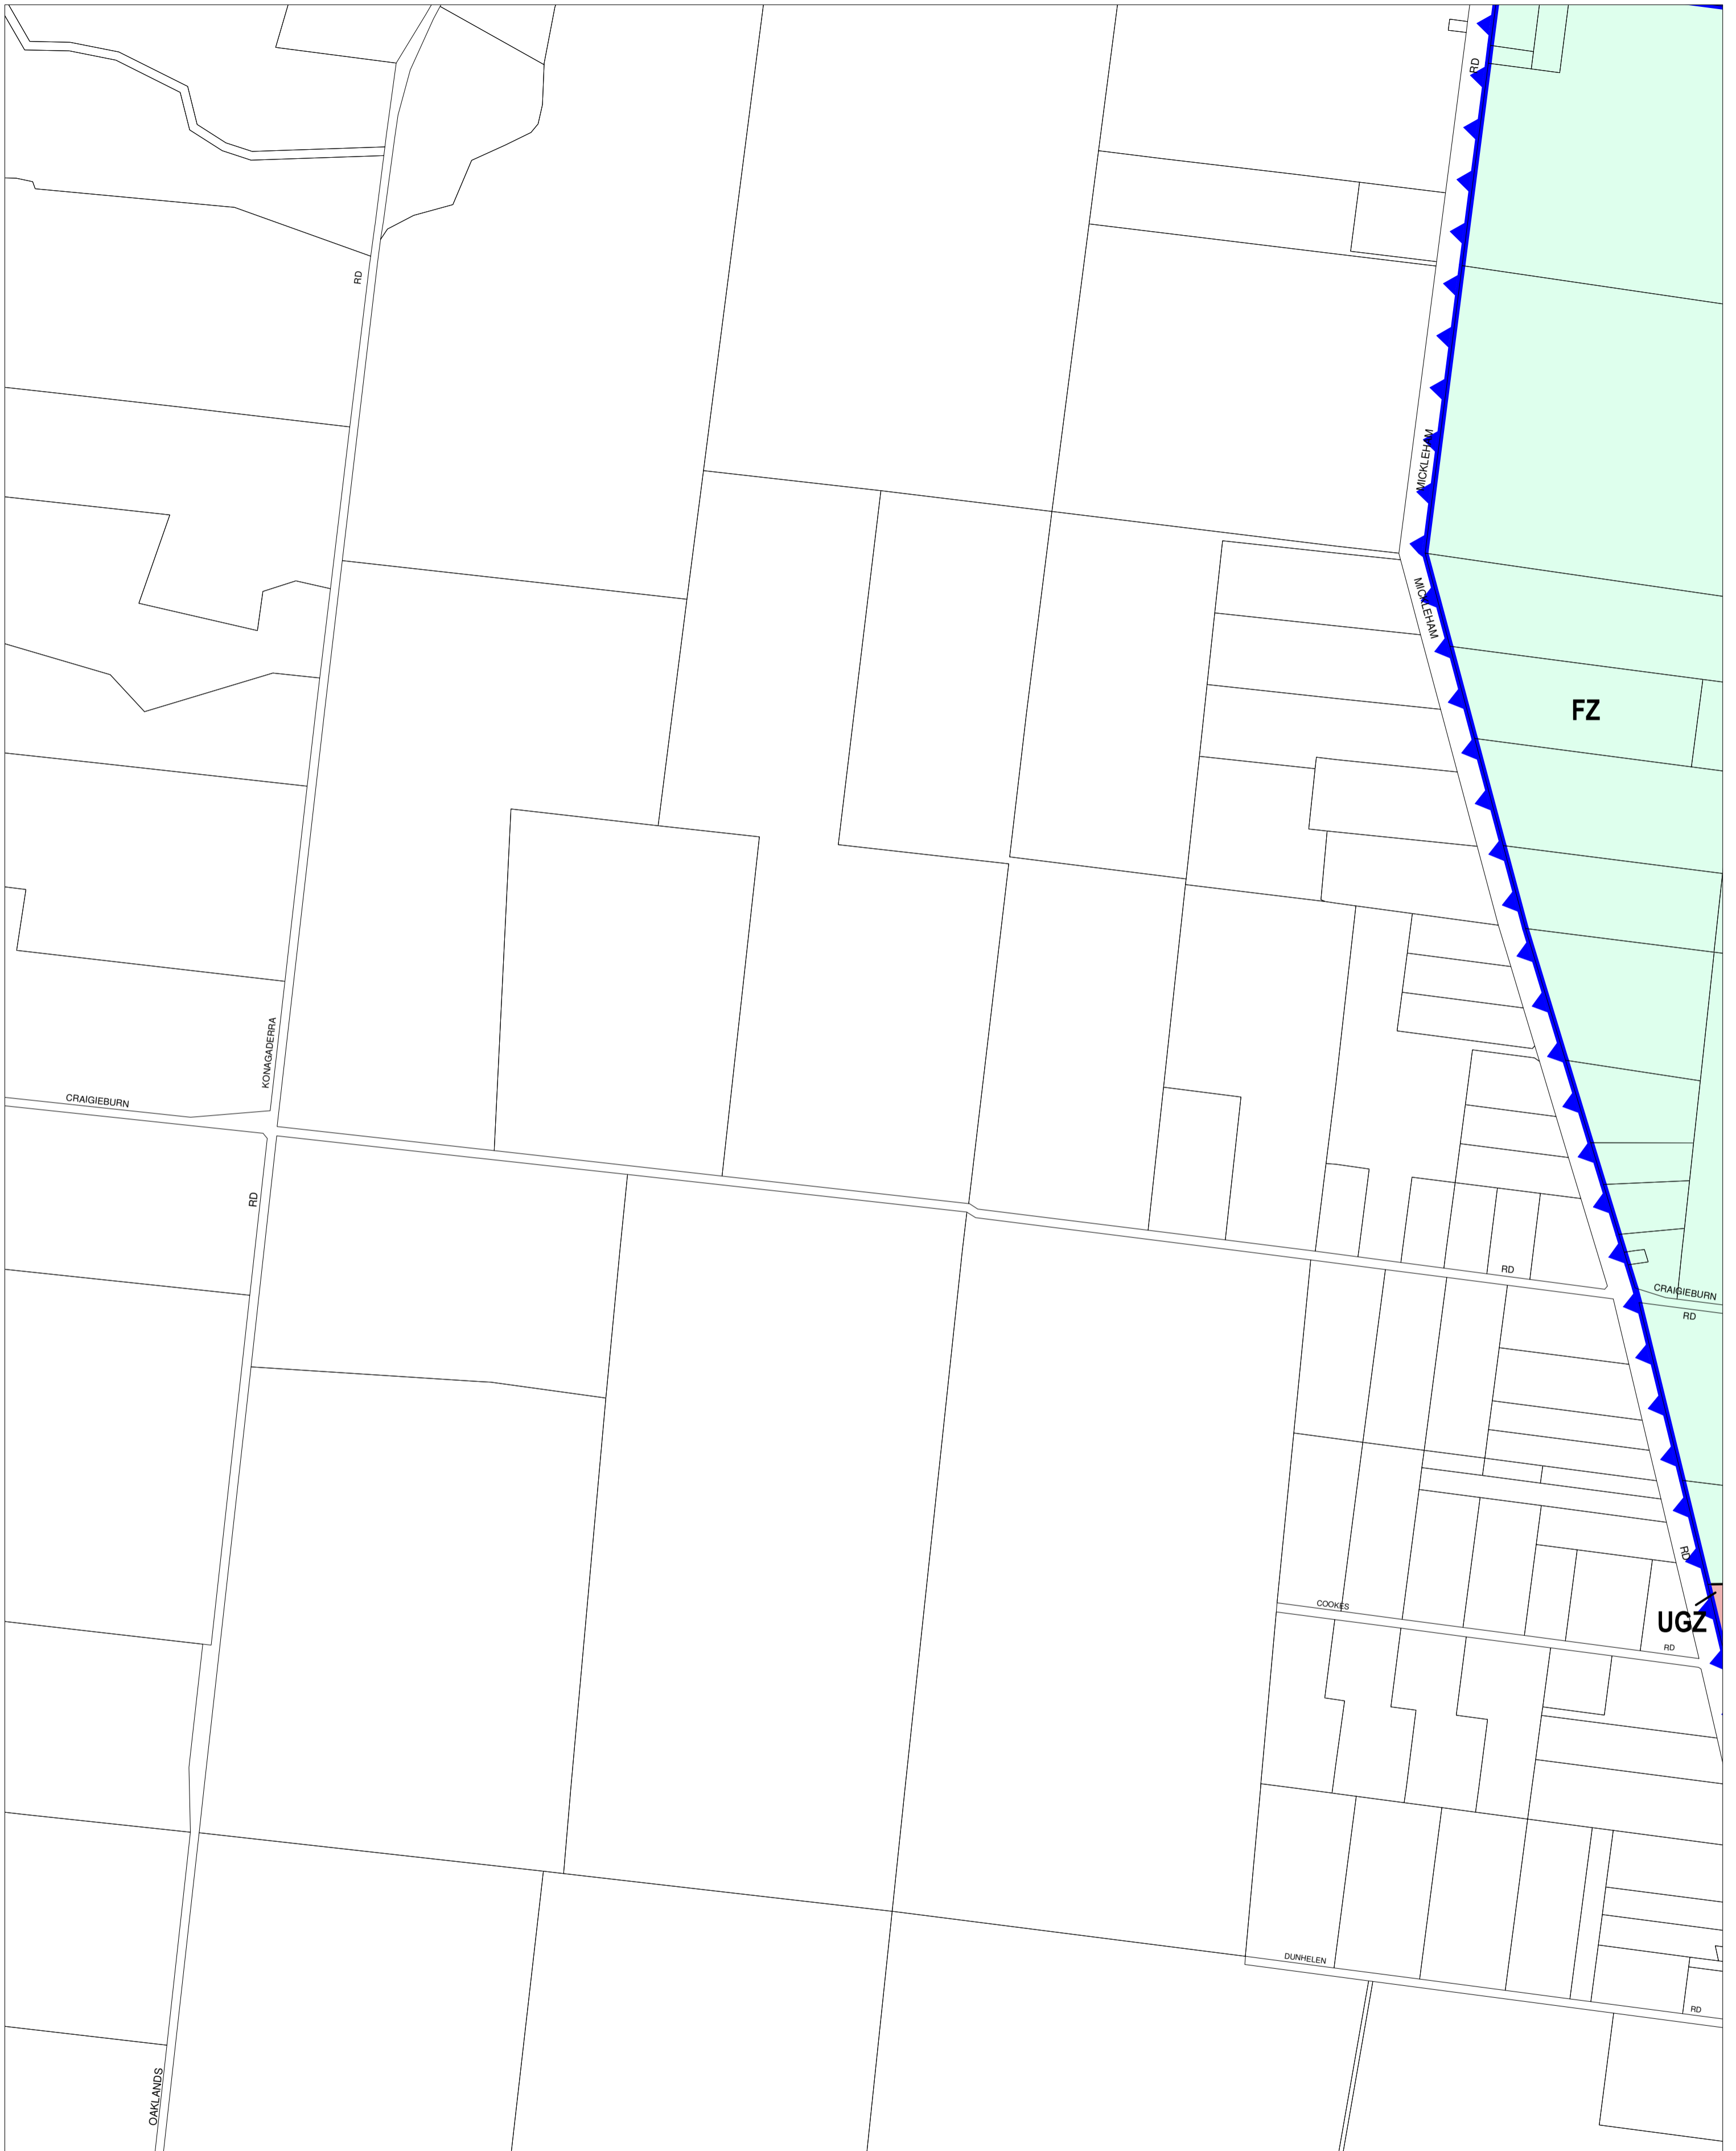 RD
RD
MICKLEHAM
MICKLEHAM
FZ
KONAGADERRA
CRAIGIEBURN
RD
RD
CRAIGIEBURN
RD
RD
COOKES
UGZ
RD
DUNHELEN
RD
OAKLANDS